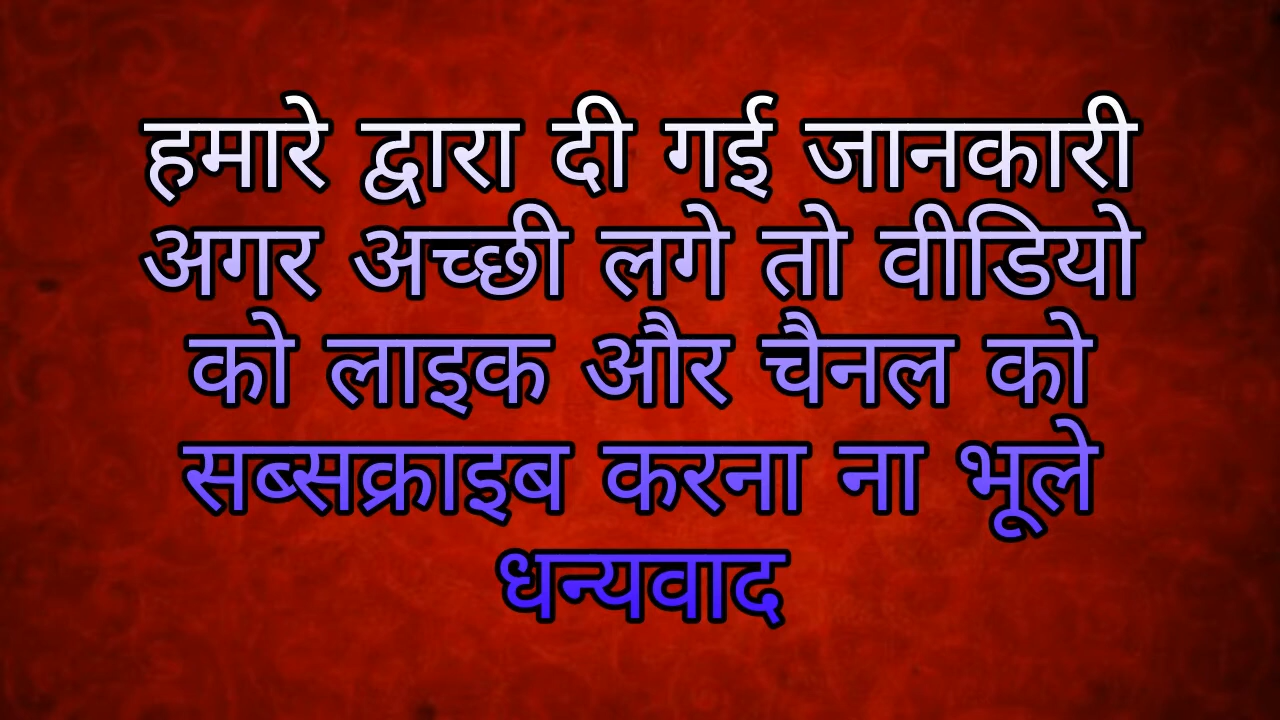 हमारे द्वारा दी गई जानकारी
अगर अच्छी लगे तो वीडियो
को लाइक और चैनल को
सब्सक्राइब करना ना भूले
धन्यवाद